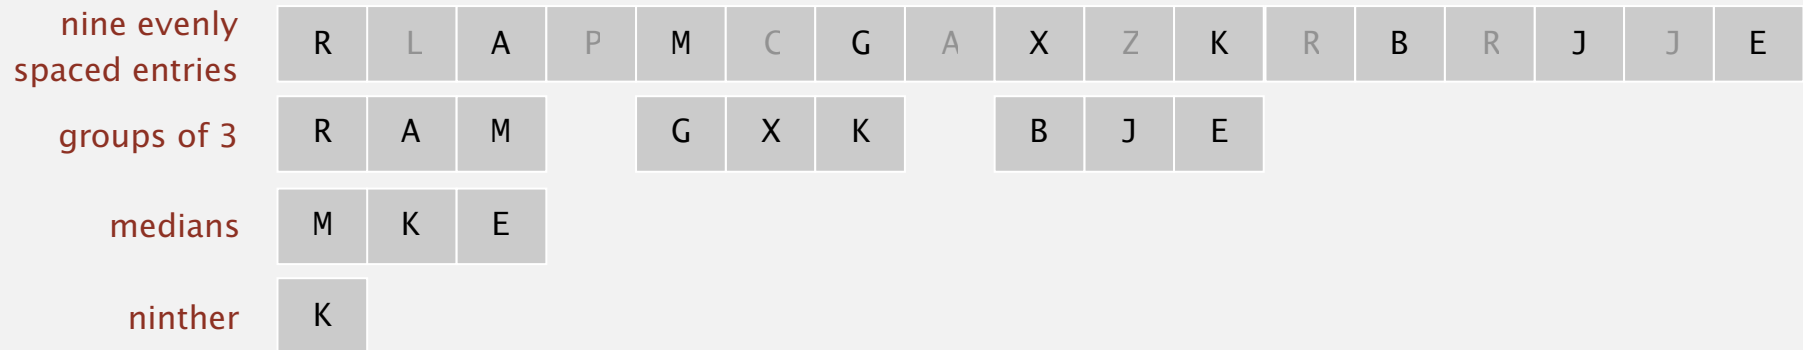 nine evenly
spaced entries
R L A P M C G A X Z K R B R J J E
groups of 3
R A M G X K B J E
medians
M K E
ninther
K